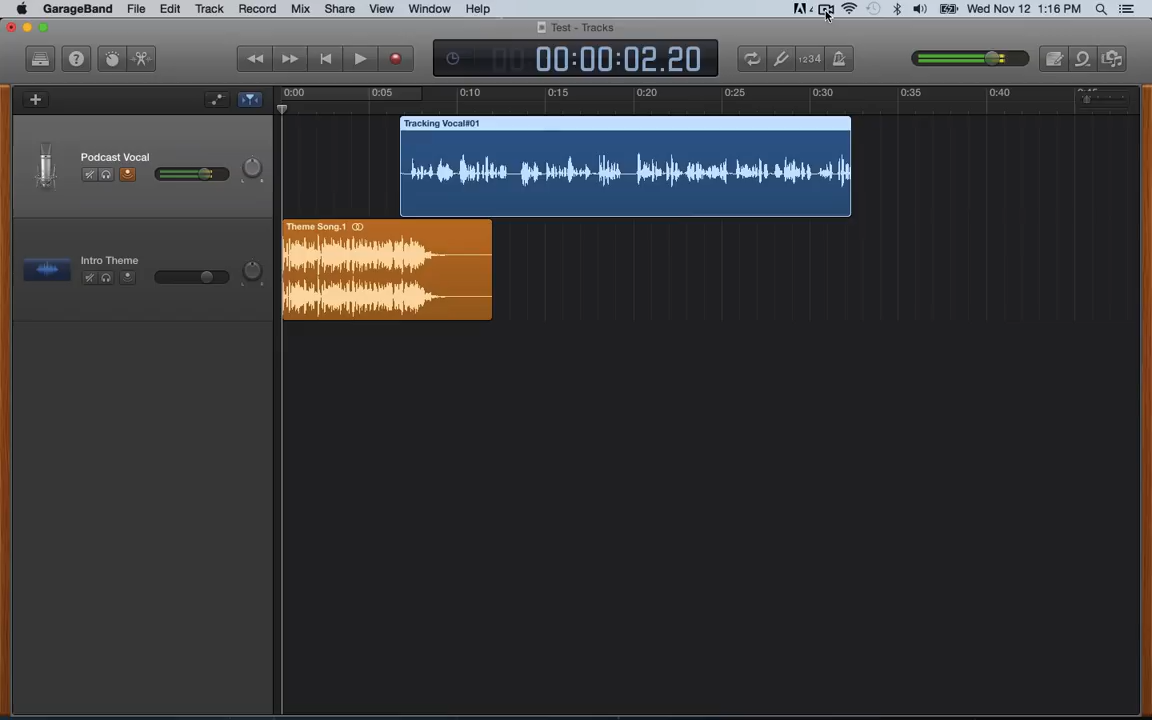 GarageBand File Edit Track Record Mix Share View Window Help 4 Wed Nov 12 1:16 PM
Test - Tracks
00:00:02.20
1234
0:00 0:05 0:10 0:15 0:20 0:25 0:30 0:35 0:40
Tracking Vocal#01
Podcast Vocal
Theme Song.1
Intro Theme